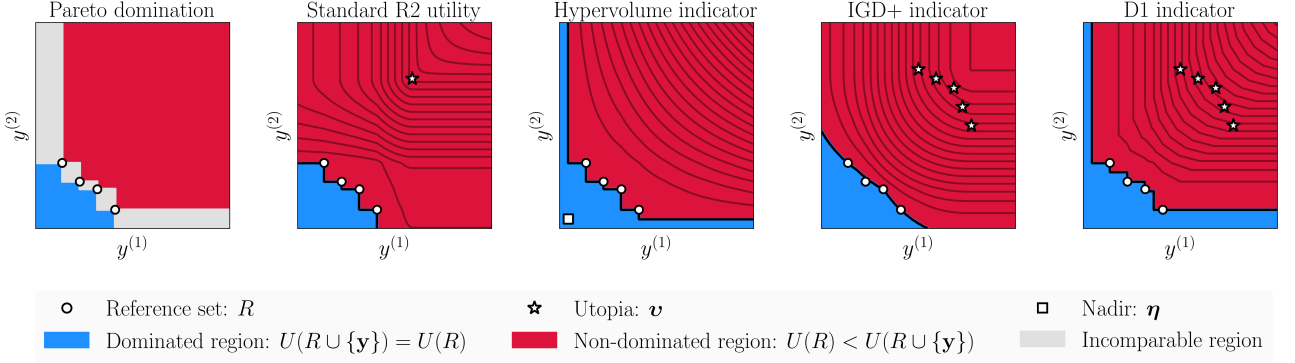 Pareto domination
Standard R2 utility
Hypervolume indicator
IGD+ indicator
D1 indicator
y(2)
y(1)
y(2)
y(1)
y(2)
y(1)
y(2)
y(1)
y(2)
y(1)
Reference set: R
Utopia: υ
Nadir: η
Dominated region: U(R ∪ {y}) = U(R)
Non-dominated region: U(R) < U(R ∪ {y})
Incomparable region